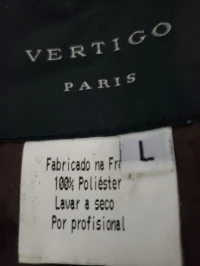 VERTIGO
PARIS
L
Fabricado na Fr
100% Poliéster
Lavar a seco
Por profisional